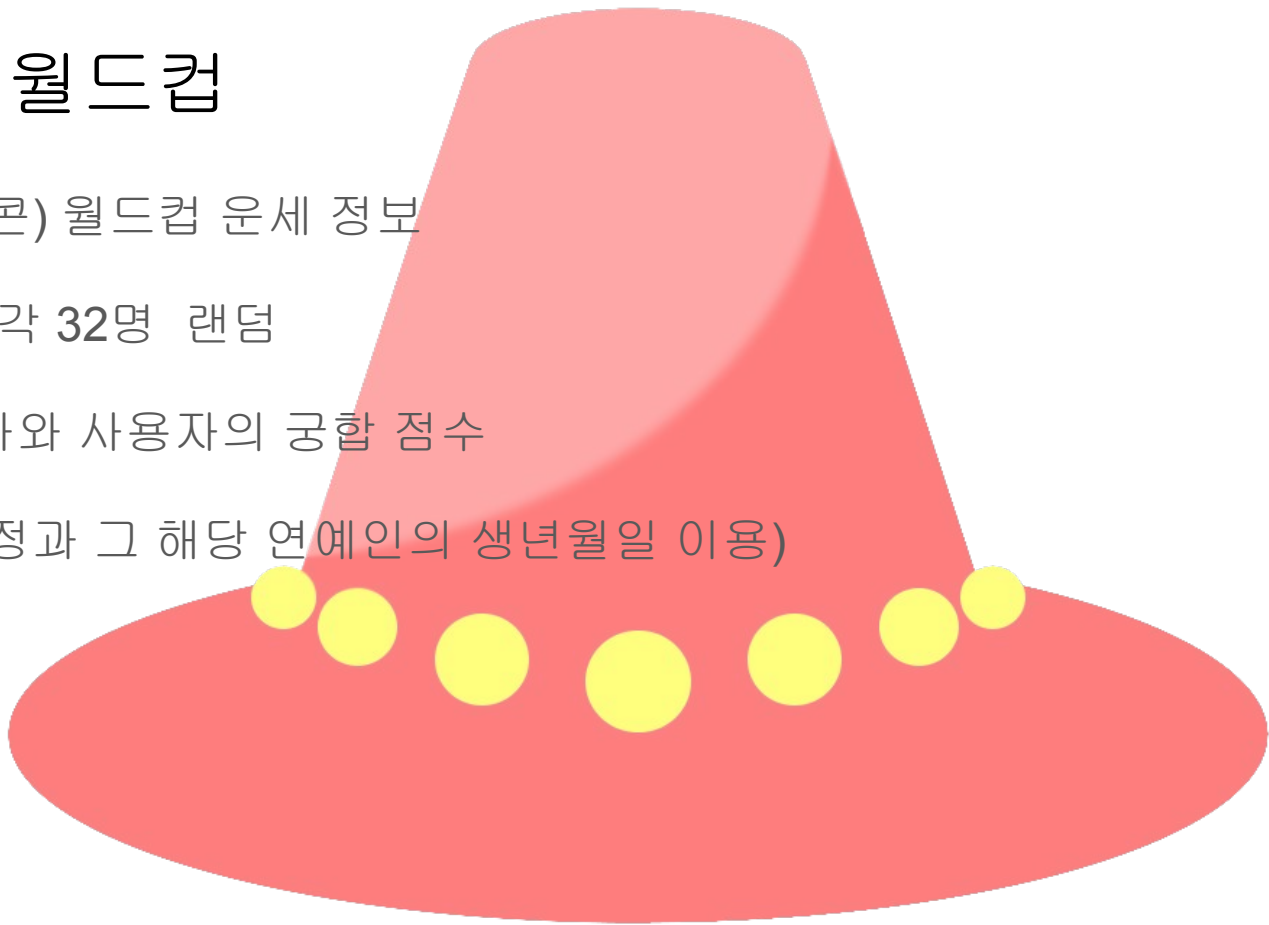 월드컵
콘) 월드컵 운세 정보
각 32명 랜덤
와 사용자의 궁합 점수
정과 그 해당 연예인의 생년월일 이용)